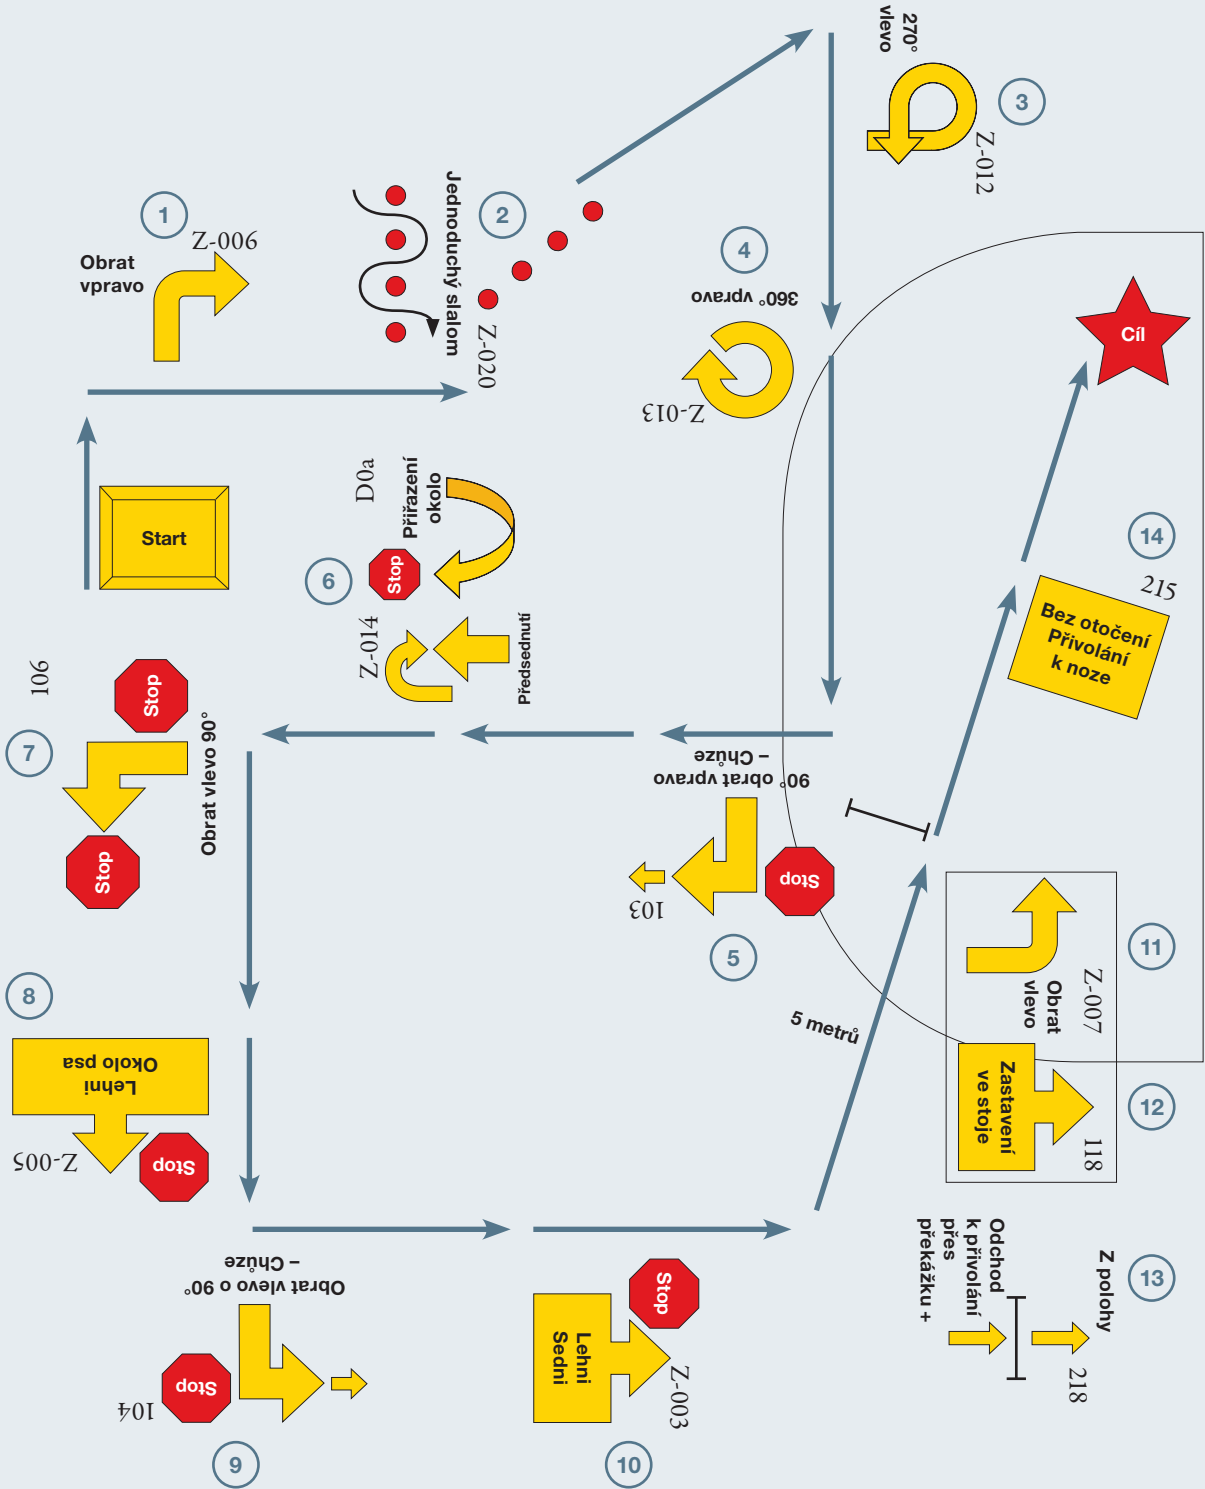 Start
1
Z-006
Obrat
vpravo
2
Jednoduchý slalom
Z-020
3
270°
vlevo
Z-012
4
360° vpravo
Z-013
5
90° obrat vpravo
– Chůze
Stop
103
6
D0a
Přiřazení
okolo
Stop
Z-014
Předsednutí
7
106
Stop
Obrat vlevo 90°
Stop
8
Lehni
Okolo psa
Stop
Z-005
9
Obrat vlevo o 90°
– Chůze
Stop
104
10
Lehni
Sedni
Stop
Z-003
5 metrů
11
Obrat
vlevo
Z-007
12
Zastavení
ve stoje
118
13
Odchod
k přivolání
přes
překážku +
Z polohy
218
14
215
Bez otočení
Přivolání
k noze
Cíl